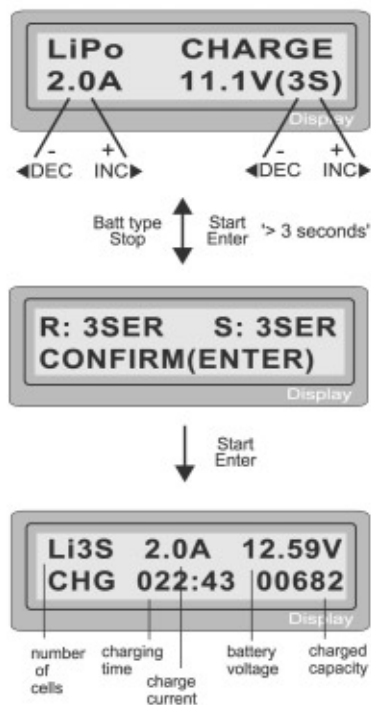 LiPo CHARGE
2.0A 11.1V(3S)
Display
- + - +
◀DEC INC▶ ◀DEC INC▶
Batt type Start '> 3 seconds'
Stop Enter
R: 3SER S: 3SER
CONFIRM(ENTER)
Display
Start
Enter
Li3S 2.0A 12.59V
CHG 022:43 00682
Display
number charging battery charged
of time voltage capacity
cells charge
current